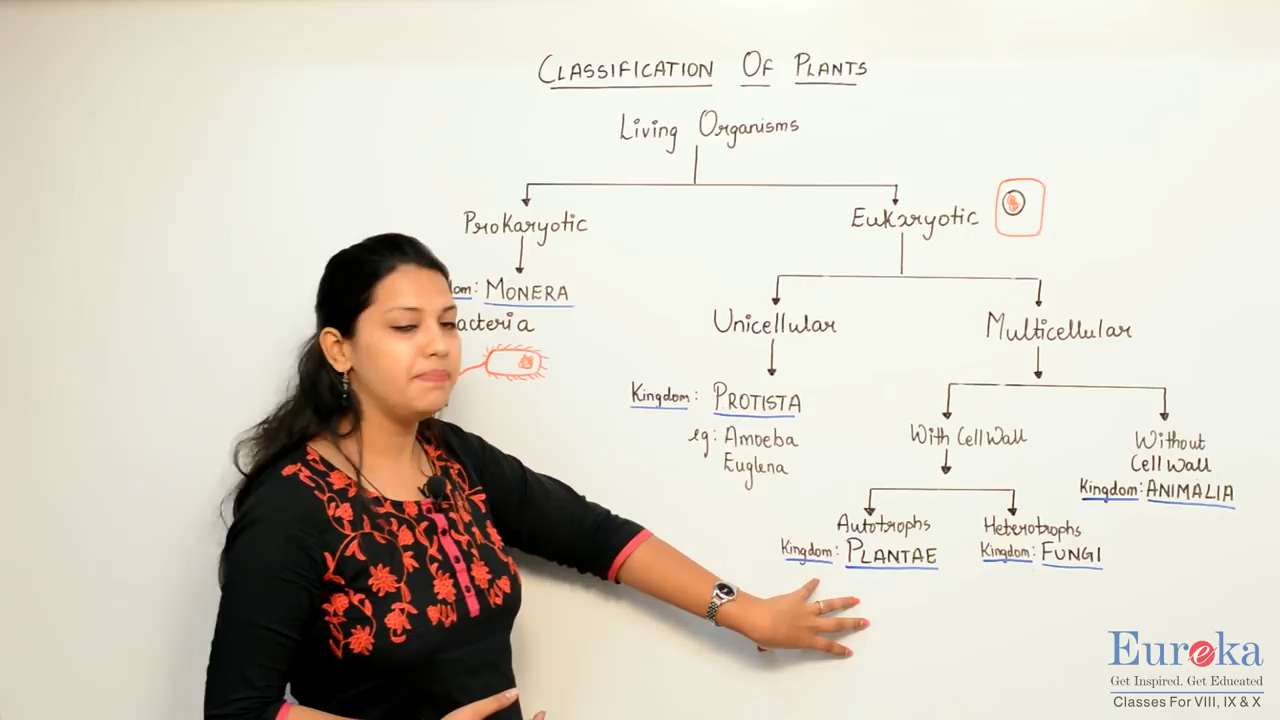 CLASSIFICATION OF PLANTS
Living Organisms
Prokaryotic
Eukaryotic
MONERA
Unicellular
Multicellular
Kingdom: PROTISTA
eg: Amoeba
Euglena
With Cell Wall
Without
Cell Wall
Kingdom: ANIMALIA
Autotrophs
Kingdom: PLANTAE
Heterotrophs
Kingdom: FUNGI
Eureka
Get Inspired. Get Educated
Classes For VIII, IX & X